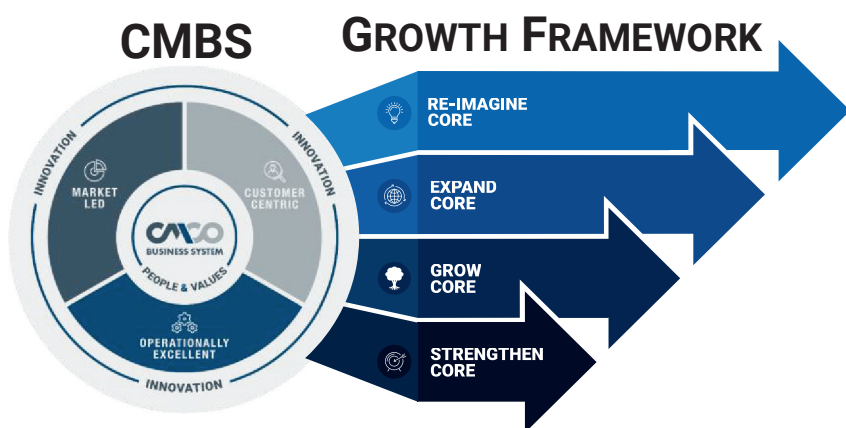 CMBS
GROWTH FRAMEWORK
INNOVATION
INNOVATION
MARKET
LED
CUSTOMER
CENTRIC
CMCO
BUSINESS SYSTEM
PEOPLE & VALUES
OPERATIONALLY
EXCELLENT
INNOVATION
RE-IMAGINE
CORE
EXPAND
CORE
GROW
CORE
STRENGTHEN
CORE